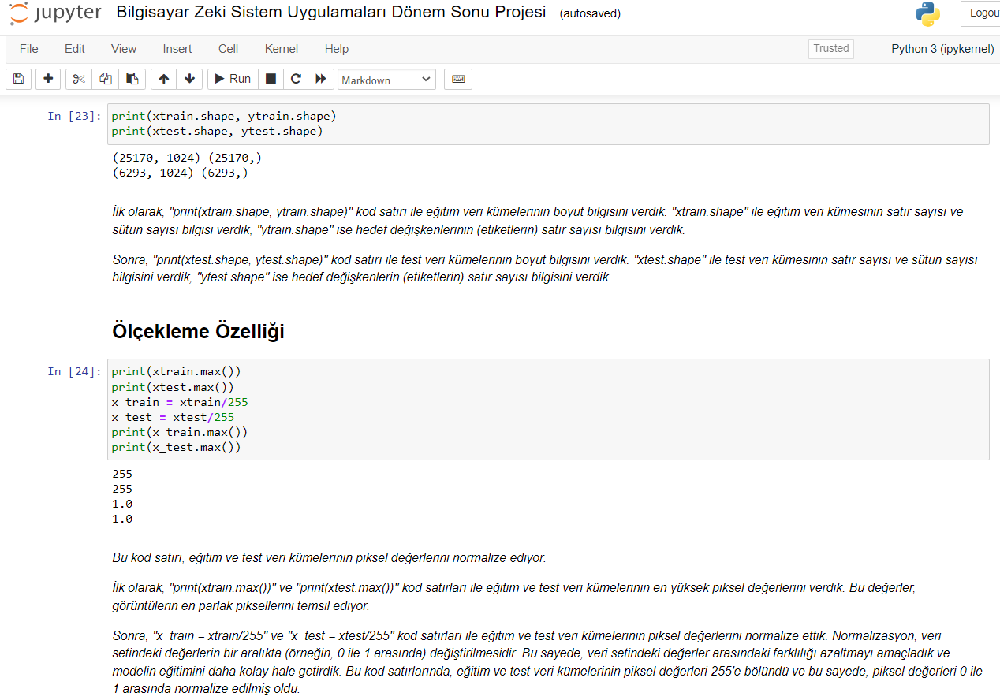 jupyter Bilgisayar Zeki Sistem Uygulamaları Dönem Sonu Projesi (autosaved)
Logou
File Edit View Insert Cell Kernel Help
Trusted
Python 3 (ipykernel)
Run
Markdown
In [23]:
print(xtrain.shape, ytrain.shape)
print(xtest.shape, ytest.shape)
(25170, 1024) (25170,)
(6293, 1024) (6293,)
İlk olarak, "print(xtrain.shape, ytrain.shape)" kod satırı ile eğitim veri kümelerinin boyut bilgisini verdik. "xtrain.shape" ile eğitim veri kümesinin satır sayısı ve
sütun sayısı bilgisi verdik, "ytrain.shape" ise hedef değişkenlerinin (etiketlerin) satır sayısı bilgisini verdik.
Sonra, "print(xtest.shape, ytest.shape)" kod satırı ile test veri kümelerinin boyut bilgisini verdik. "xtest.shape" ile test veri kümesinin satır sayısı ve sütun sayısı
bilgisini verdik, "ytest.shape" ise hedef değişkenlerin (etiketlerin) satır sayısı bilgisini verdik.
Ölçekleme Özelliği
In [24]:
print(xtrain.max())
print(xtest.max())
x_train = xtrain/255
x_test = xtest/255
print(x_train.max())
print(x_test.max())
255
255
1.0
1.0
Bu kod satırı, eğitim ve test veri kümelerinin piksel değerlerini normalize ediyor.
İlk olarak, "print(xtrain.max())" ve "print(xtest.max())" kod satırları ile eğitim ve test veri kümelerinin en yüksek piksel değerlerini verdik. Bu değerler,
görüntülerin en parlak piksellerini temsil ediyor.
Sonra, "x_train = xtrain/255" ve "x_test = xtest/255" kod satırları ile eğitim ve test veri kümelerinin piksel değerlerini normalize ettik. Normalizasyon, veri
setindeki değerlerin bir aralıkta (örneğin, 0 ile 1 arasında) değiştirilmesidir. Bu sayede, veri setindeki değerler arasındaki farklılığı azaltmayı amaçladık ve
modelin eğitimini daha kolay hale getirdik. Bu kod satırlarında, eğitim ve test veri kümelerinin piksel değerleri 255'e bölündü ve bu sayede, piksel değerleri 0 ile
1 arasında normalize edilmiş oldu.